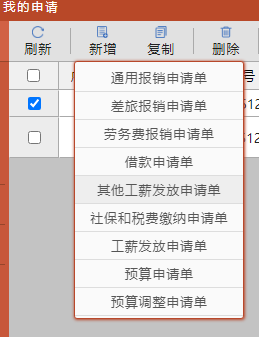 我的申请
刷新 新增 复制 删除
号
通用报销申请单
512
差旅报销申请单
劳务费报销申请单
512
借款申请单
其他工薪发放申请单
社保和税费缴纳申请单
工薪发放申请单
预算申请单
预算调整申请单